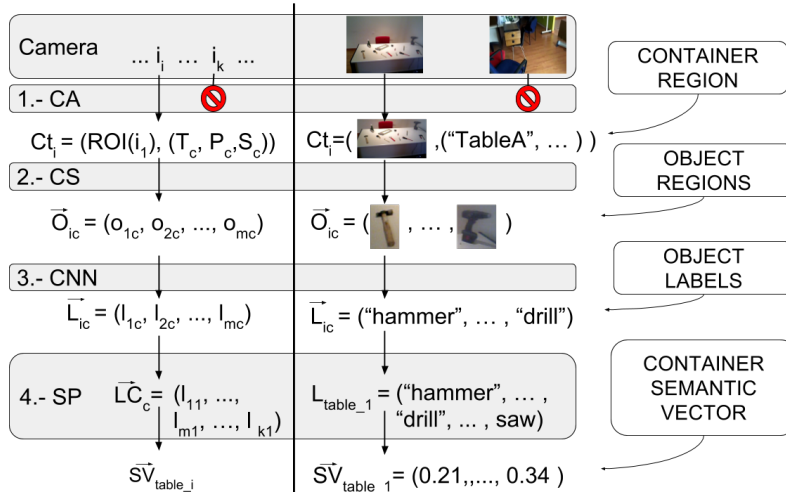 Camera
... i_i ... i_k ...
1.- CA
Ct_i = (ROI(i_1), (T_c, P_c,S_c))
Ct_i=( ,("TableA", ... ) )
2.- CS
O_ic = (o_1c, o_2c, ..., o_mc)
O_ic = ( , ... , )
3.- CNN
L_ic = (l_1c, l_2c, ..., l_mc)
L_ic = ("hammer", ... , "drill")
4.- SP
LC_c = (l_11, ...,
l_m1, ..., l_k1)
L_table_1 = ("hammer", ... ,
"drill", ... , saw)
SV_table_i
SV_table_1 = (0.21,,..., 0.34 )
CONTAINER
REGION
OBJECT
REGIONS
OBJECT
LABELS
CONTAINER
SEMANTIC
VECTOR